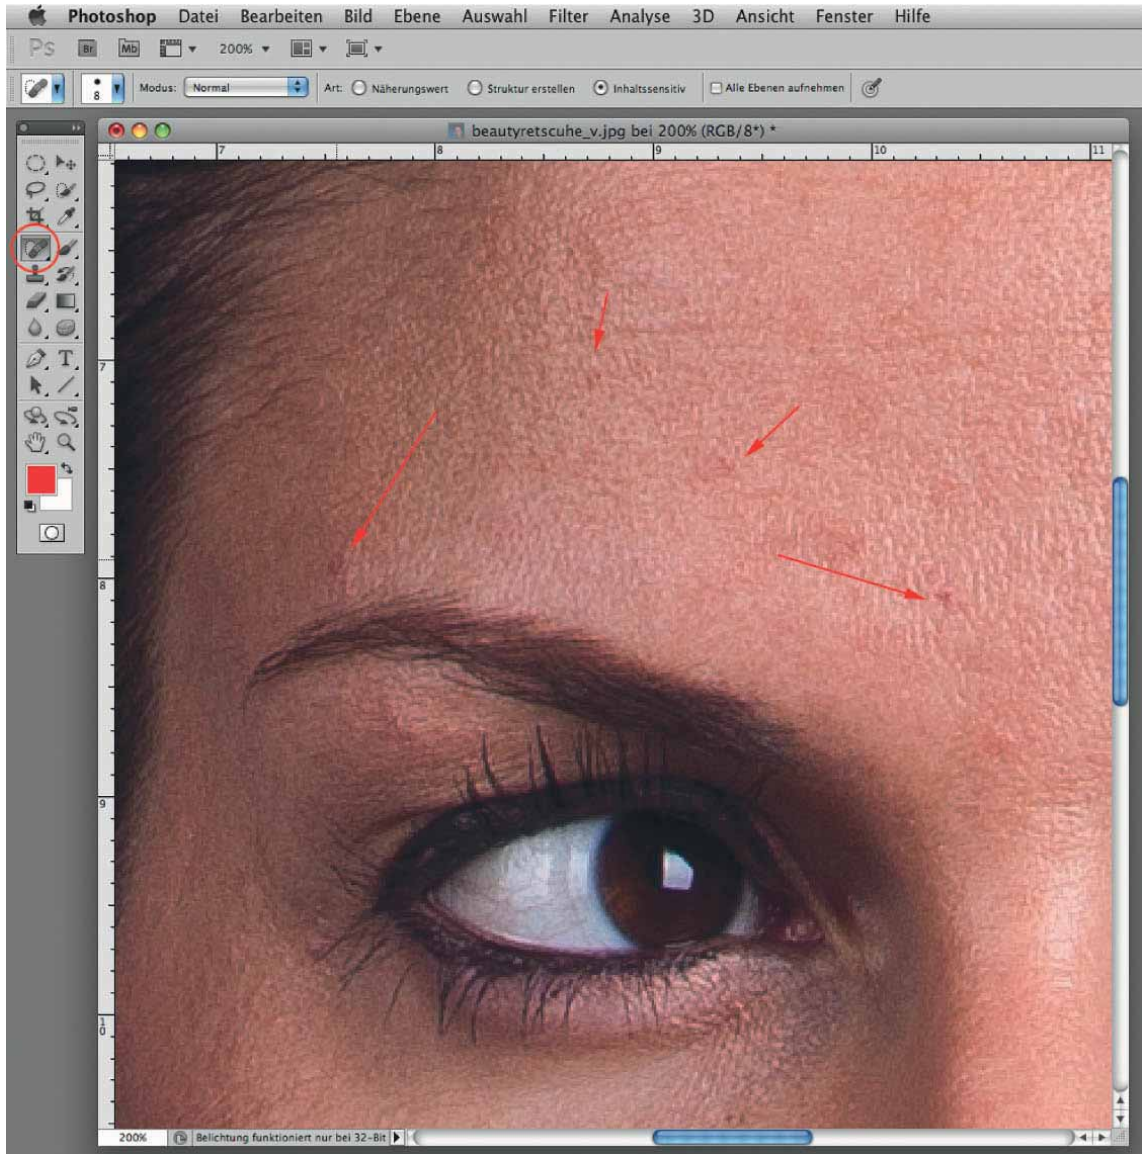 Photoshop Datei Bearbeiten Bild Ebene Auswahl Filter Analyse 3D Ansicht Fenster Hilfe
Ps Br Mb 200%
8 Modus: Normal Art: Näherungswert Struktur erstellen Inhaltssensitiv Alle Ebenen aufnehmen
beautyretscuhe_v.jpg bei 200% (RGB/8*) *
7 8 9 10 11
T
7
8
9
10
200% Belichtung funktioniert nur bei 32-Bit